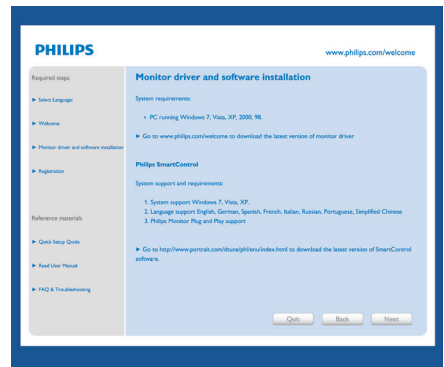 PHILIPS
www.philips.com/welcome
Required steps
Select Language:
Welcome
Monitor driver and software installation
Registration
Reference materials
Quick Setup Guide
Read User Manual
FAQ & Troubleshooting
Monitor driver and software installation
System requirements:
• PC running Windows 7, Vista, XP, 2000, 98.
Go to www.philips.com/welcome to download the latest version of monitor driver
Philips SmartControl
System support and requirements:
1. System support Windows 7, Vista, XP.
2. Language support English, German, Spanish, French, Italian, Russian, Portuguese, Simplified Chinese
3. Philips Monitor Plug and Play support
Go to http://www.portrait.com/dtune/phl/enu/index.html to download the latest version of SmartControl
software.
Quit Back Next